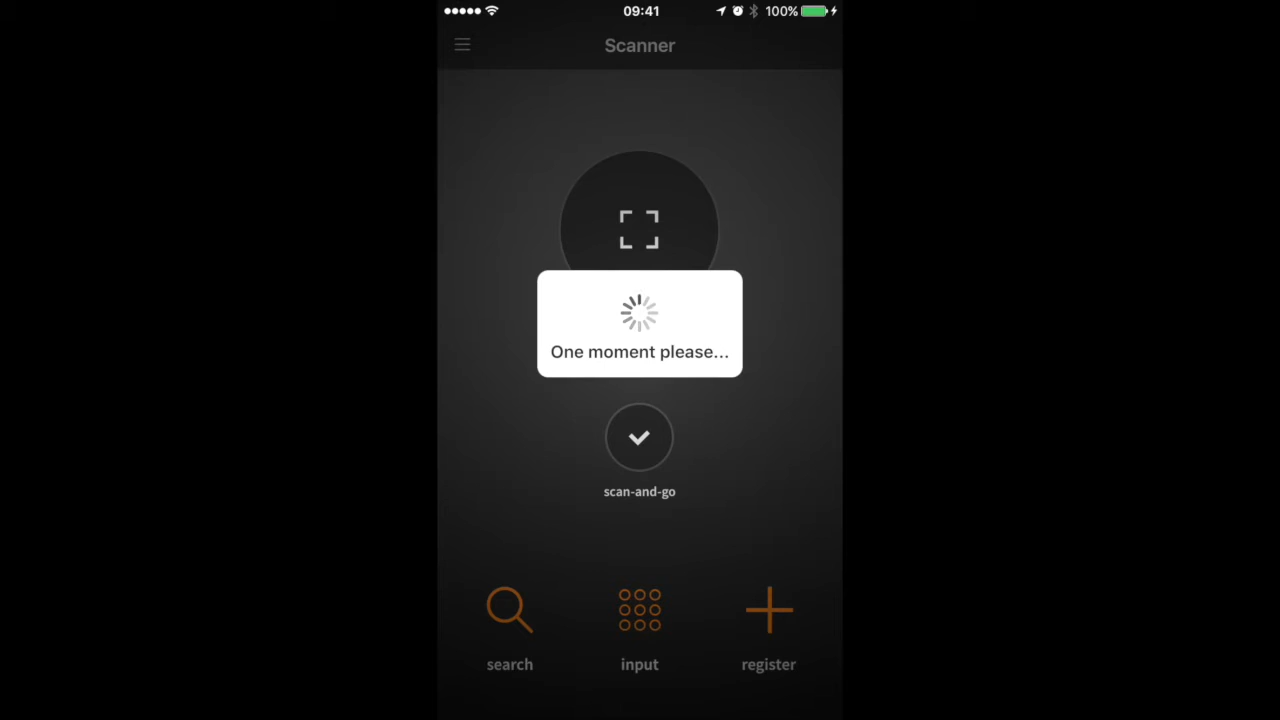 09:41
100%
Scanner
One moment please...
scan-and-go
search
input
register